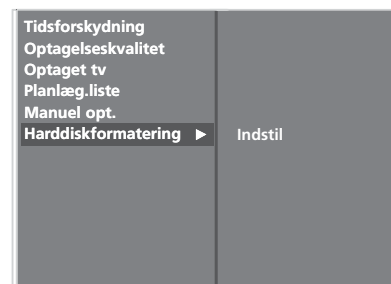 Tidsforskydning
Optagelseskvalitet
Optaget tv
Planlæg.liste
Manuel opt.
Harddiskformatering ▶ Indstil